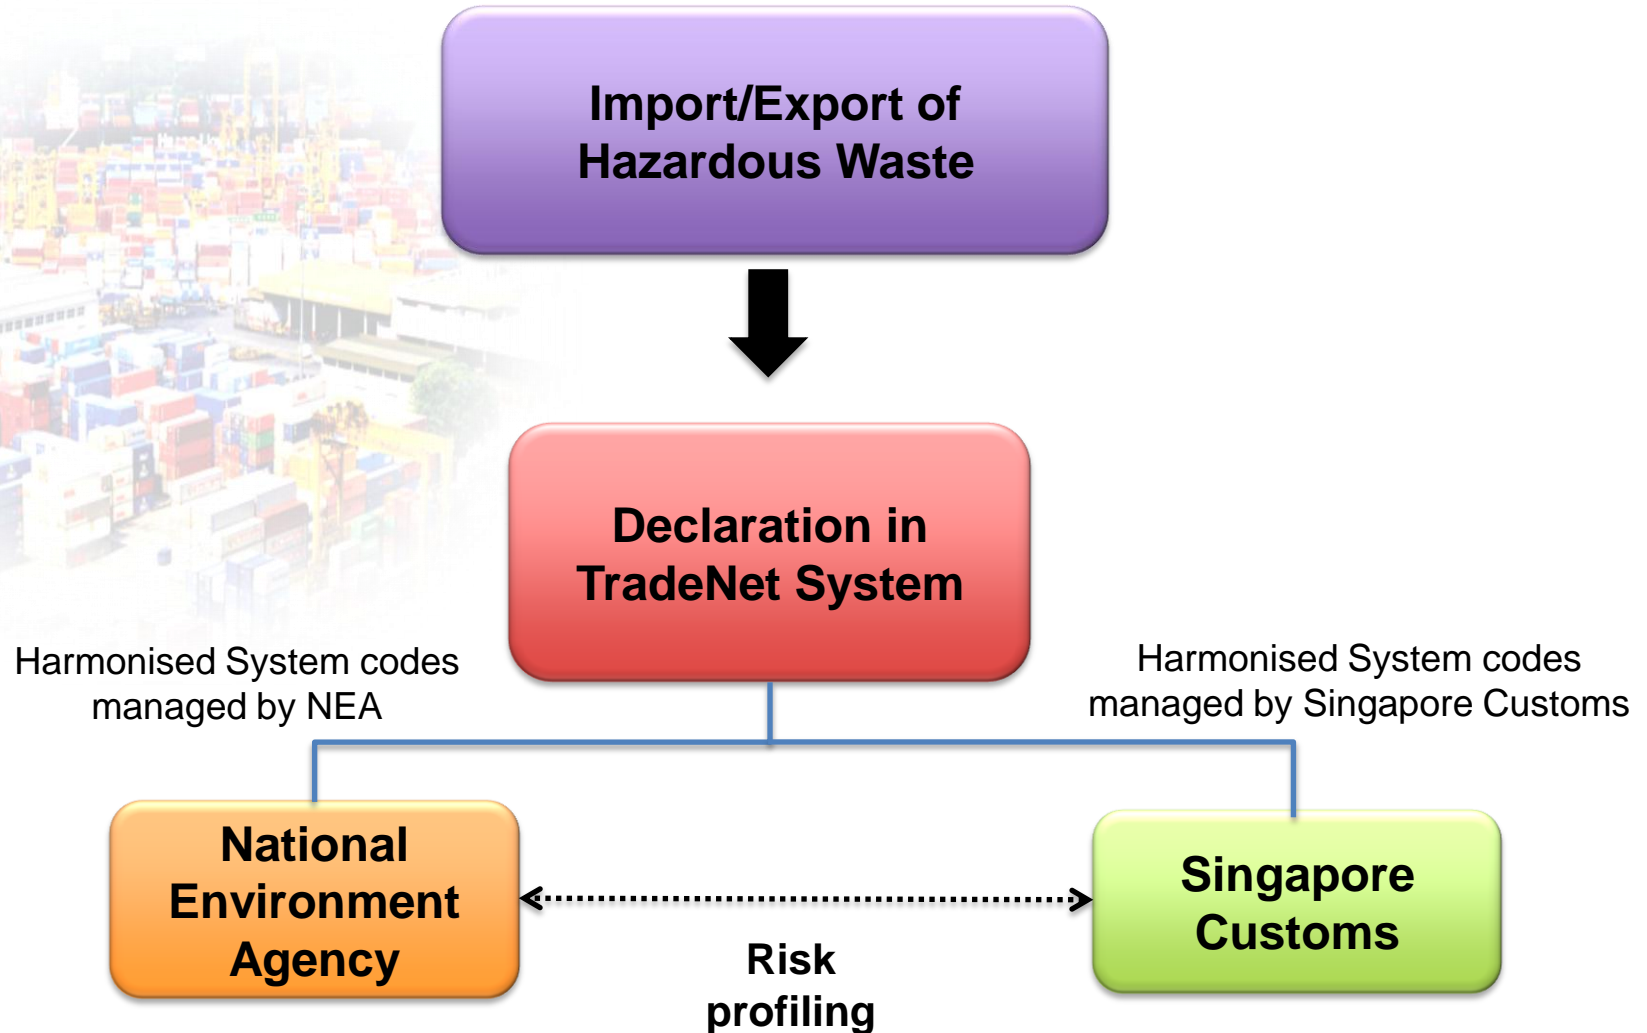 Import/Export of
Hazardous Waste
Declaration in
TradeNet System
Harmonised System codes
managed by NEA
Harmonised System codes
managed by Singapore Customs
National
Environment
Agency
Singapore
Customs
Risk
profiling